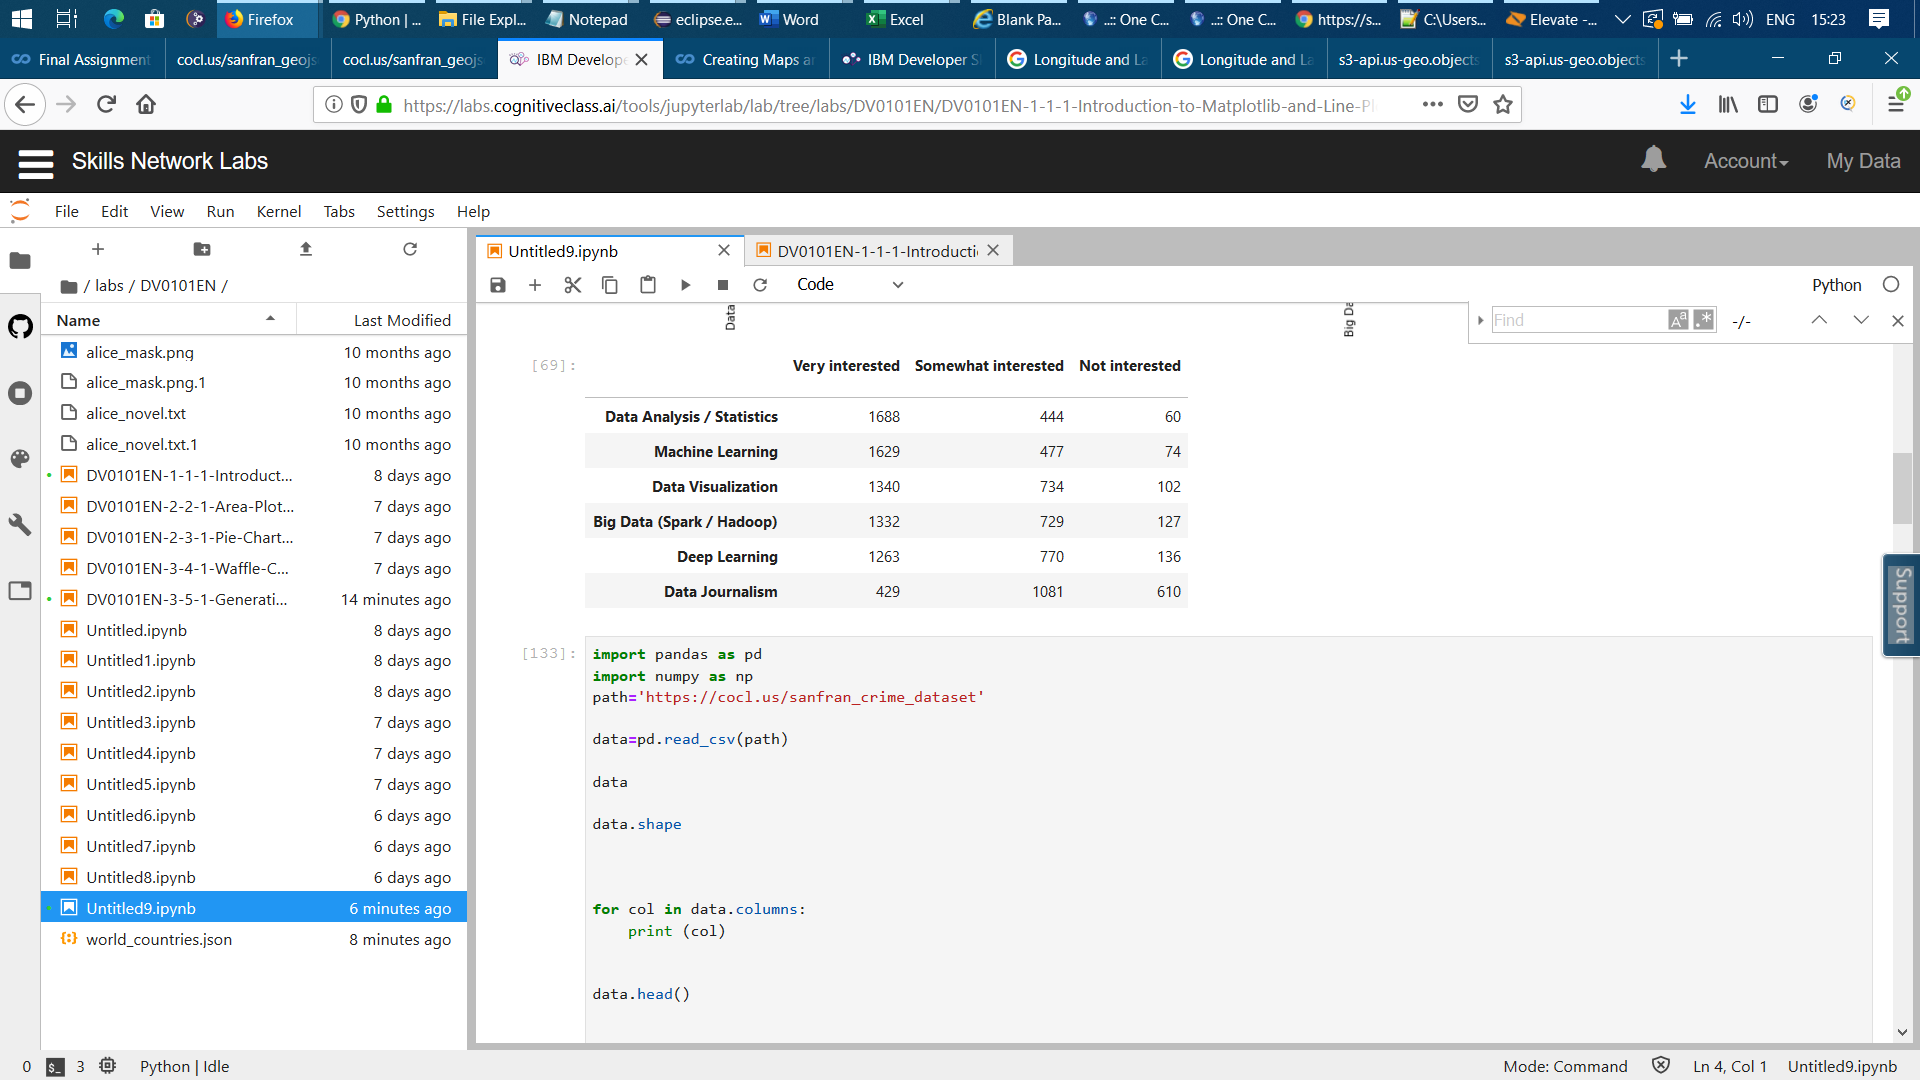 Firefox
Python | ...
File Expl...
Notepad
eclipse.e...
Word
Excel
Blank Pa...
..:: One C...
..:: One C...
https://s...
C:\Users...
Elevate -...
ENG
15:23
Final Assignment
cocl.us/sanfran_geojs
cocl.us/sanfran_geojs
IBM Develope
Creating Maps a
IBM Developer S
Longitude and La
Longitude and La
s3-api.us-geo.objects
s3-api.us-geo.objects
https://labs.cognitiveclass.ai/tools/jupyterlab/lab/tree/labs/DV0101EN/DV0101EN-1-1-1-Introduction-to-Matplotlib-and-Line-Pl
Skills Network Labs
Account
My Data
File Edit View Run Kernel Tabs Settings Help
Untitled9.ipynb
DV0101EN-1-1-1-Introducti
/ labs / DV0101EN /
Code
Python
Name Last Modified
Data
Big Da
Find
-/-
alice_mask.png 10 months ago
alice_mask.png.1 10 months ago
alice_novel.txt 10 months ago
alice_novel.txt.1 10 months ago
DV0101EN-1-1-1-Introduct... 8 days ago
DV0101EN-2-2-1-Area-Plot... 7 days ago
DV0101EN-2-3-1-Pie-Chart... 7 days ago
DV0101EN-3-4-1-Waffle-C... 7 days ago
DV0101EN-3-5-1-Generati... 14 minutes ago
Untitled.ipynb 8 days ago
Untitled1.ipynb 8 days ago
Untitled2.ipynb 8 days ago
Untitled3.ipynb 7 days ago
Untitled4.ipynb 7 days ago
Untitled5.ipynb 7 days ago
Untitled6.ipynb 6 days ago
Untitled7.ipynb 6 days ago
Untitled8.ipynb 6 days ago
Untitled9.ipynb 6 minutes ago
world_countries.json 8 minutes ago
[69]:
Very interested Somewhat interested Not interested
Data Analysis / Statistics 1688 444 60
Machine Learning 1629 477 74
Data Visualization 1340 734 102
Big Data (Spark / Hadoop) 1332 729 127
Deep Learning 1263 770 136
Data Journalism 429 1081 610
Support
[133]:
import pandas as pd
import numpy as np
path='https://cocl.us/sanfran_crime_dataset'
data=pd.read_csv(path)
data
data.shape
for col in data.columns:
print (col)
data.head()
0
3
Python | Idle
Mode: Command
Ln 4, Col 1
Untitled9.ipynb